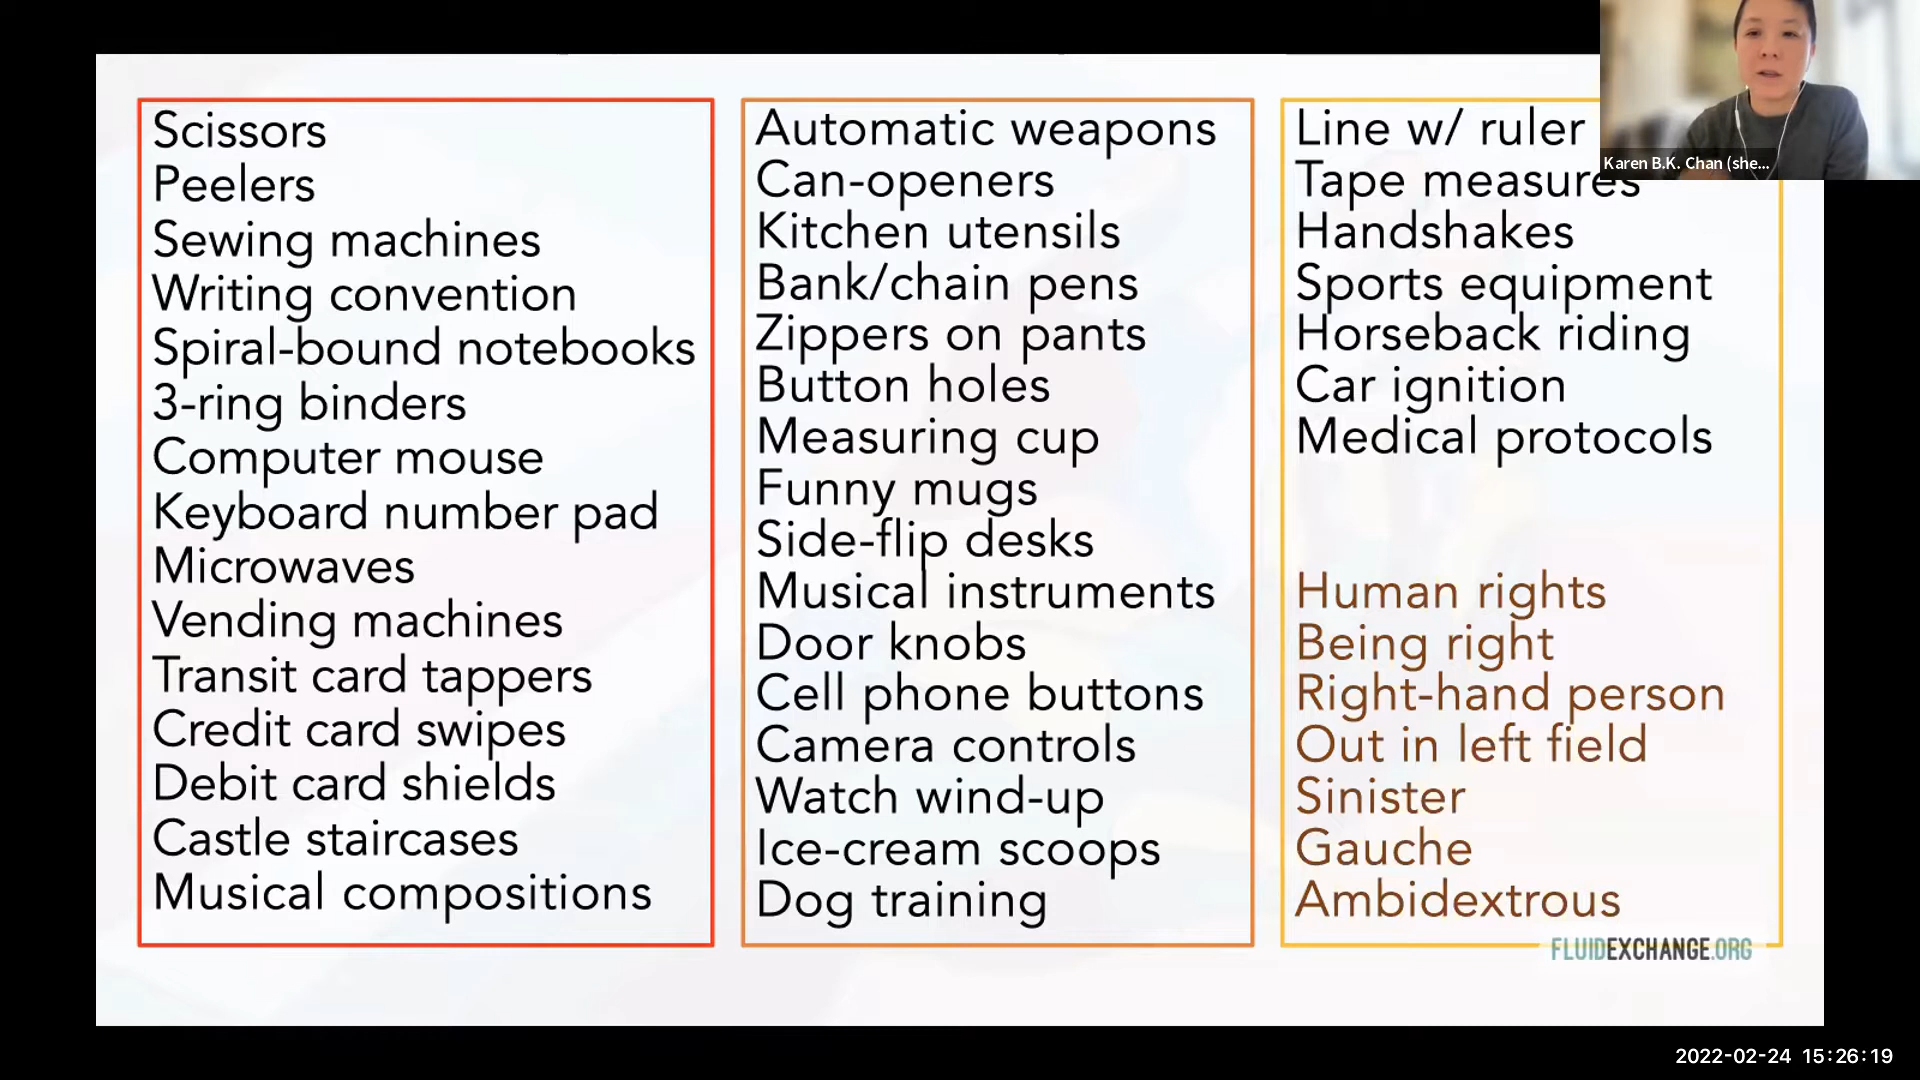 Scissors
Peelers
Sewing machines
Writing convention
Spiral-bound notebooks
3-ring binders
Computer mouse
Keyboard number pad
Microwaves
Vending machines
Transit card tappers
Credit card swipes
Debit card shields
Castle staircases
Musical compositions
Automatic weapons
Can-openers
Kitchen utensils
Bank/chain pens
Zippers on pants
Button holes
Measuring cup
Funny mugs
Side-flip desks
Musical instruments
Door knobs
Cell phone buttons
Camera controls
Watch wind-up
Ice-cream scoops
Dog training
Line w/ ruler
Tape measures
Handshakes
Sports equipment
Horseback riding
Car ignition
Medical protocols
Human rights
Being right
Right-hand person
Out in left field
Sinister
Gauche
Ambidextrous
FLUIDEXCHANGE.ORG
Karen B.K. Chan (she...
2022-02-24 15:26:19